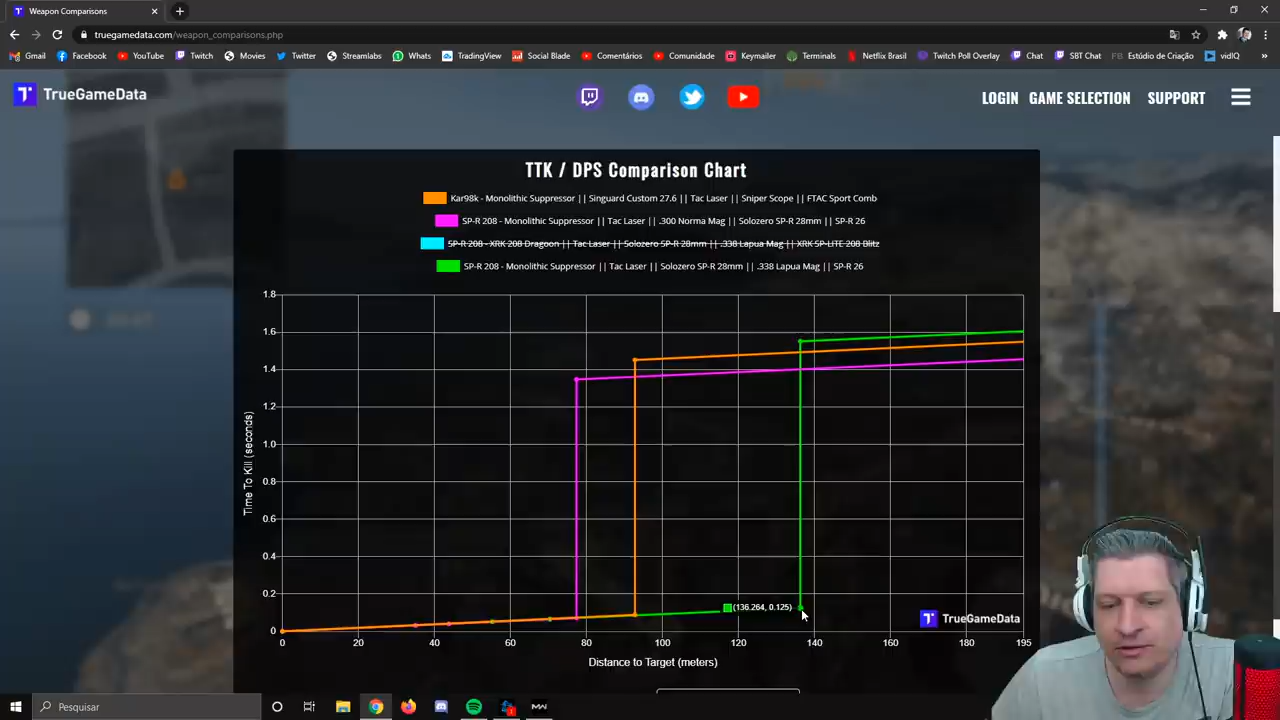 Weapon Comparisons
truegamedata.com/weapon_comparisons.php
Gmail Facebook YouTube Twitch Movies Twitter Streamlabs Whats TradingView Social Blade Comentários Comunidade Keymailer Terminals Netflix Brasil Twitch Poll Overlay Chat SBT Chat Estúdio de Criação vidIQ
TrueGameData
LOGIN GAME SELECTION SUPPORT
TTK / DPS Comparison Chart
Kar98k - Monolithic Suppressor || Singuard Custom 27.6 || Tac Laser || Sniper Scope || FTAC Sport Comb
SP-R 208 - Monolithic Suppressor || Tac Laser || .300 Norma Mag || Solozero SP-R 28mm || SP-R 26
SP-R 208 - XRK 208 Dragoon || Tac Laser || Solozero SP-R 28mm || .338 Lapua Mag || XRK SP-LITE 208 Blitz
SP-R 208 - Monolithic Suppressor || Tac Laser || Solozero SP-R 28mm || .338 Lapua Mag || SP-R 26
1.8
1.6
1.4
1.2
1.0
0.8
0.6
0.4
0.2
0
Time To Kill (seconds)
(136.264, 0.125)
TrueGameData
0 20 40 60 80 100 120 140 160 180 195
Distance to Target (meters)
Pesquisar